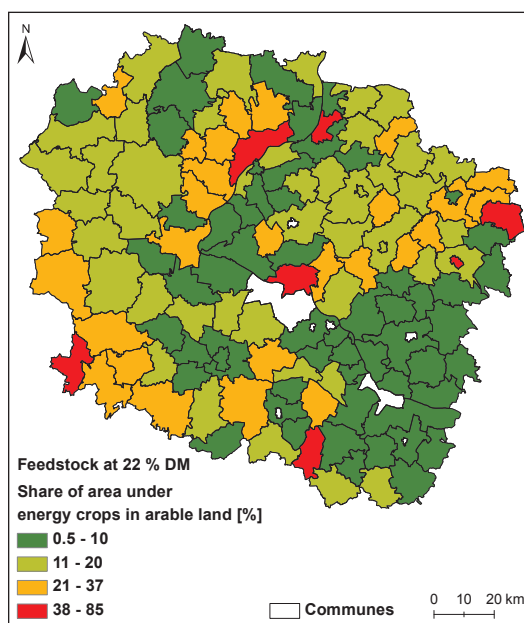 N
Feedstock at 22 % DM
Share of area under
energy crops in arable land [%]
0.5 - 10
11 - 20
21 - 37
38 - 85
Communes
0 10 20 km